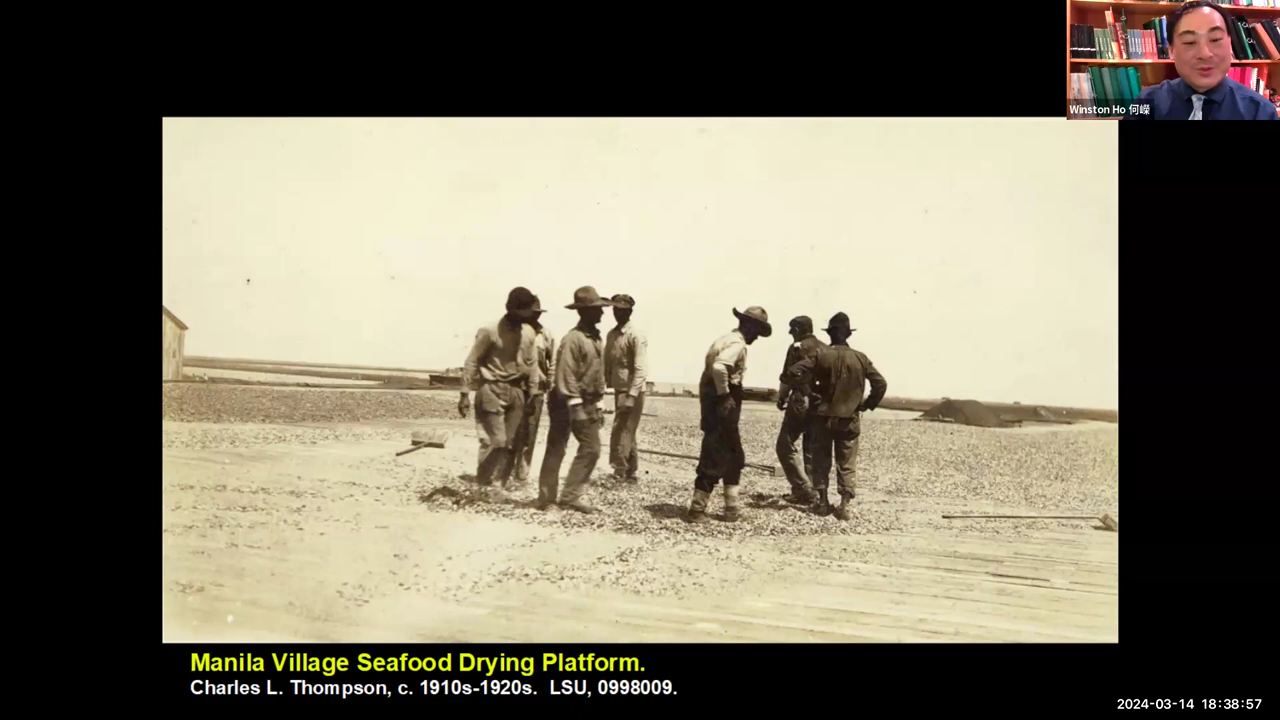 Winston Ho 何嶸
Manila Village Seafood Drying Platform.
Charles L. Thompson, c. 1910s-1920s. LSU, 0998009.
2024-03-14 18:38:57